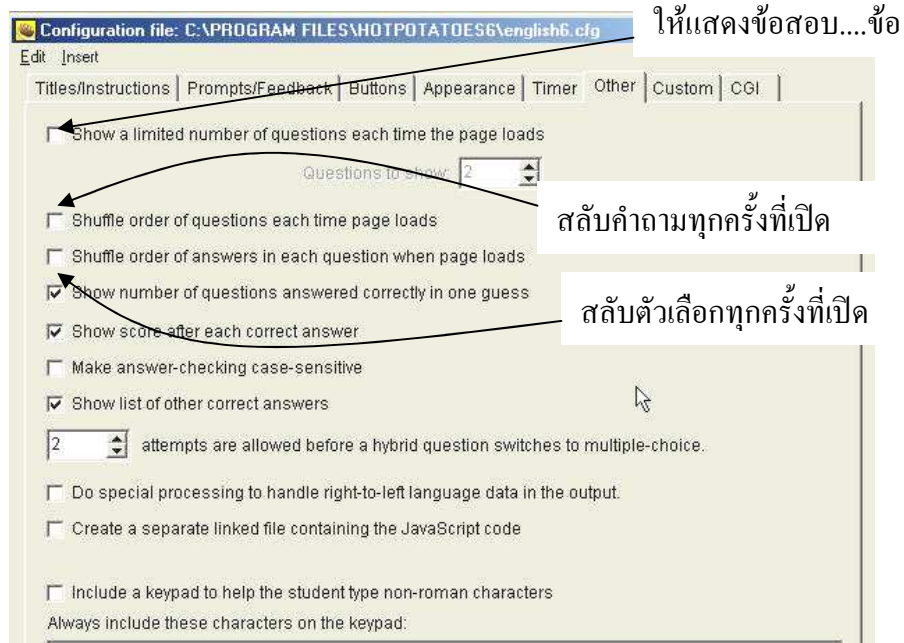 ให้แสดงข้อสอบ....ข้อ
Configuration file: C:\PROGRAM FILES\HOTPOTATOES6\english6.cfg
Edit Insert
Titles/Instructions Prompts/Feedback Buttons Appearance Timer Other Custom CGI
Show a limited number of questions each time the page loads
Questions to show: 2
Shuffle order of questions each time page loads
สลับคำถามทุกครั้งที่เปิด
Shuffle order of answers in each question when page loads
Show number of questions answered correctly in one guess
สลับตัวเลือกทุกครั้งที่เปิด
Show score after each correct answer
Make answer-checking case-sensitive
Show list of other correct answers
2 attempts are allowed before a hybrid question switches to multiple-choice.
Do special processing to handle right-to-left language data in the output.
Create a separate linked file containing the JavaScript code
Include a keypad to help the student type non-roman characters
Always include these characters on the keypad: